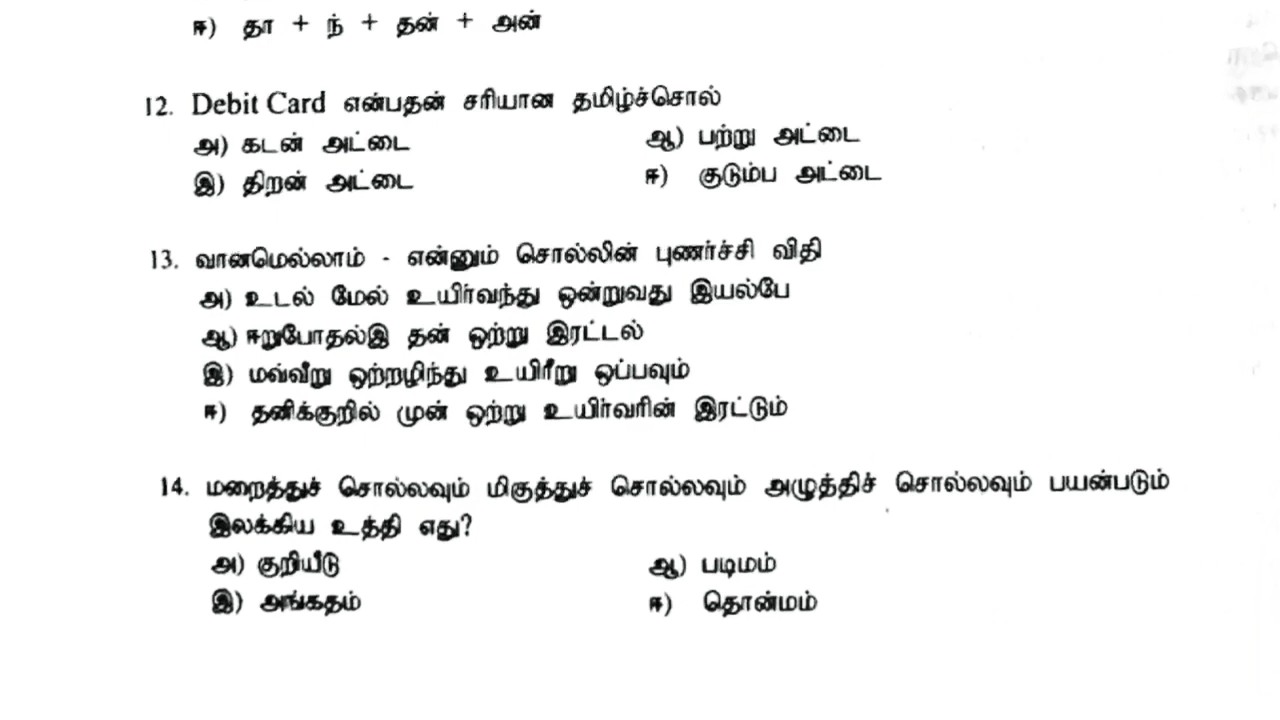 ஈ) தா + ந் + தன் + அன்
12. Debit Card என்பதன் சரியான தமிழ்ச்சொல்
அ) கடன் அட்டை ஆ) பற்று அட்டை
இ) திறன் அட்டை ஈ) குடும்ப அட்டை
13. வானமெல்லாம் - என்னும் சொல்லின் புணர்ச்சி விதி
அ) உடல் மேல் உயிர்வந்து ஒன்றுவது இயல்பே
ஆ) ஈறுபோதல்இ தன் ஒற்று இரட்டல்
இ) மவ்வீறு ஒற்றழிந்து உயிரீறு ஒப்பவும்
ஈ) தனிக்குறில் முன் ஒற்று உயிர்வரின் இரட்டும்
14. மறைத்துச் சொல்லவும் மிகுத்துச் சொல்லவும் அழுத்திச் சொல்லவும் பயன்படும்
இலக்கிய உத்தி எது?
அ) குறியீடு ஆ) படிமம்
இ) அங்கதம் ஈ) தொன்மம்